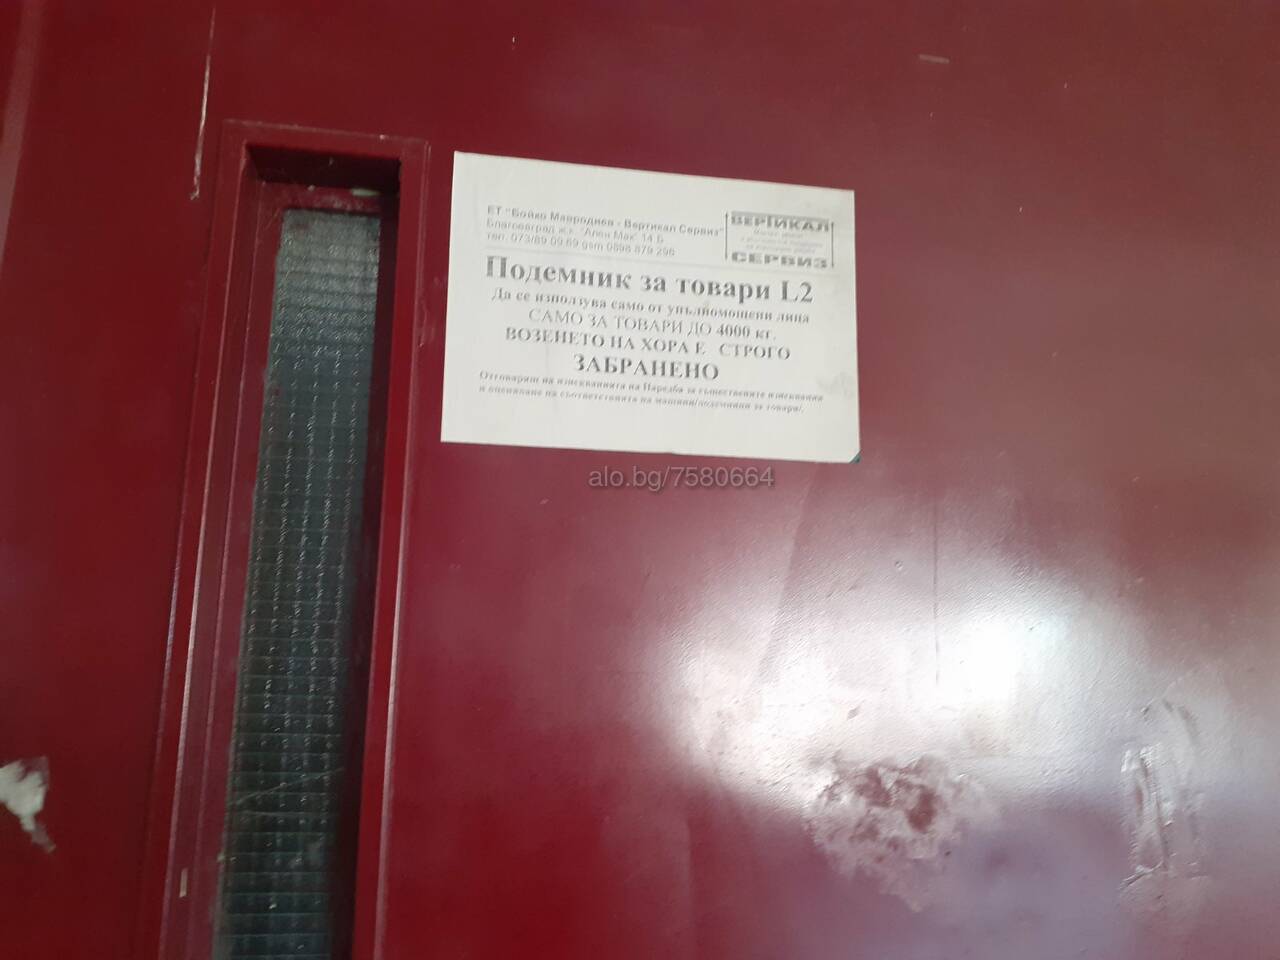 ЕТ "Бойко Мавродиев - Вертикал Сервиз"
Благоевград ж.к. "Ален Мак" 14 Б
тел. 073/89 09 69 gsm 0898 879 296
ВЕРТИКАЛ
СЕРВИЗ
Подемник за товари L2
Да се използува само от упълномощени лица
САМО ЗА ТОВАРИ ДО 4000 кг.
ВОЗЕНЕТО НА ХОРА Е СТРОГО
ЗАБРАНЕНО
Отговарящ на изискванията на Наредба за съществените изисквания
и оценяване на съответствията на машини/подемници за товари/.
alo.bg/7580664